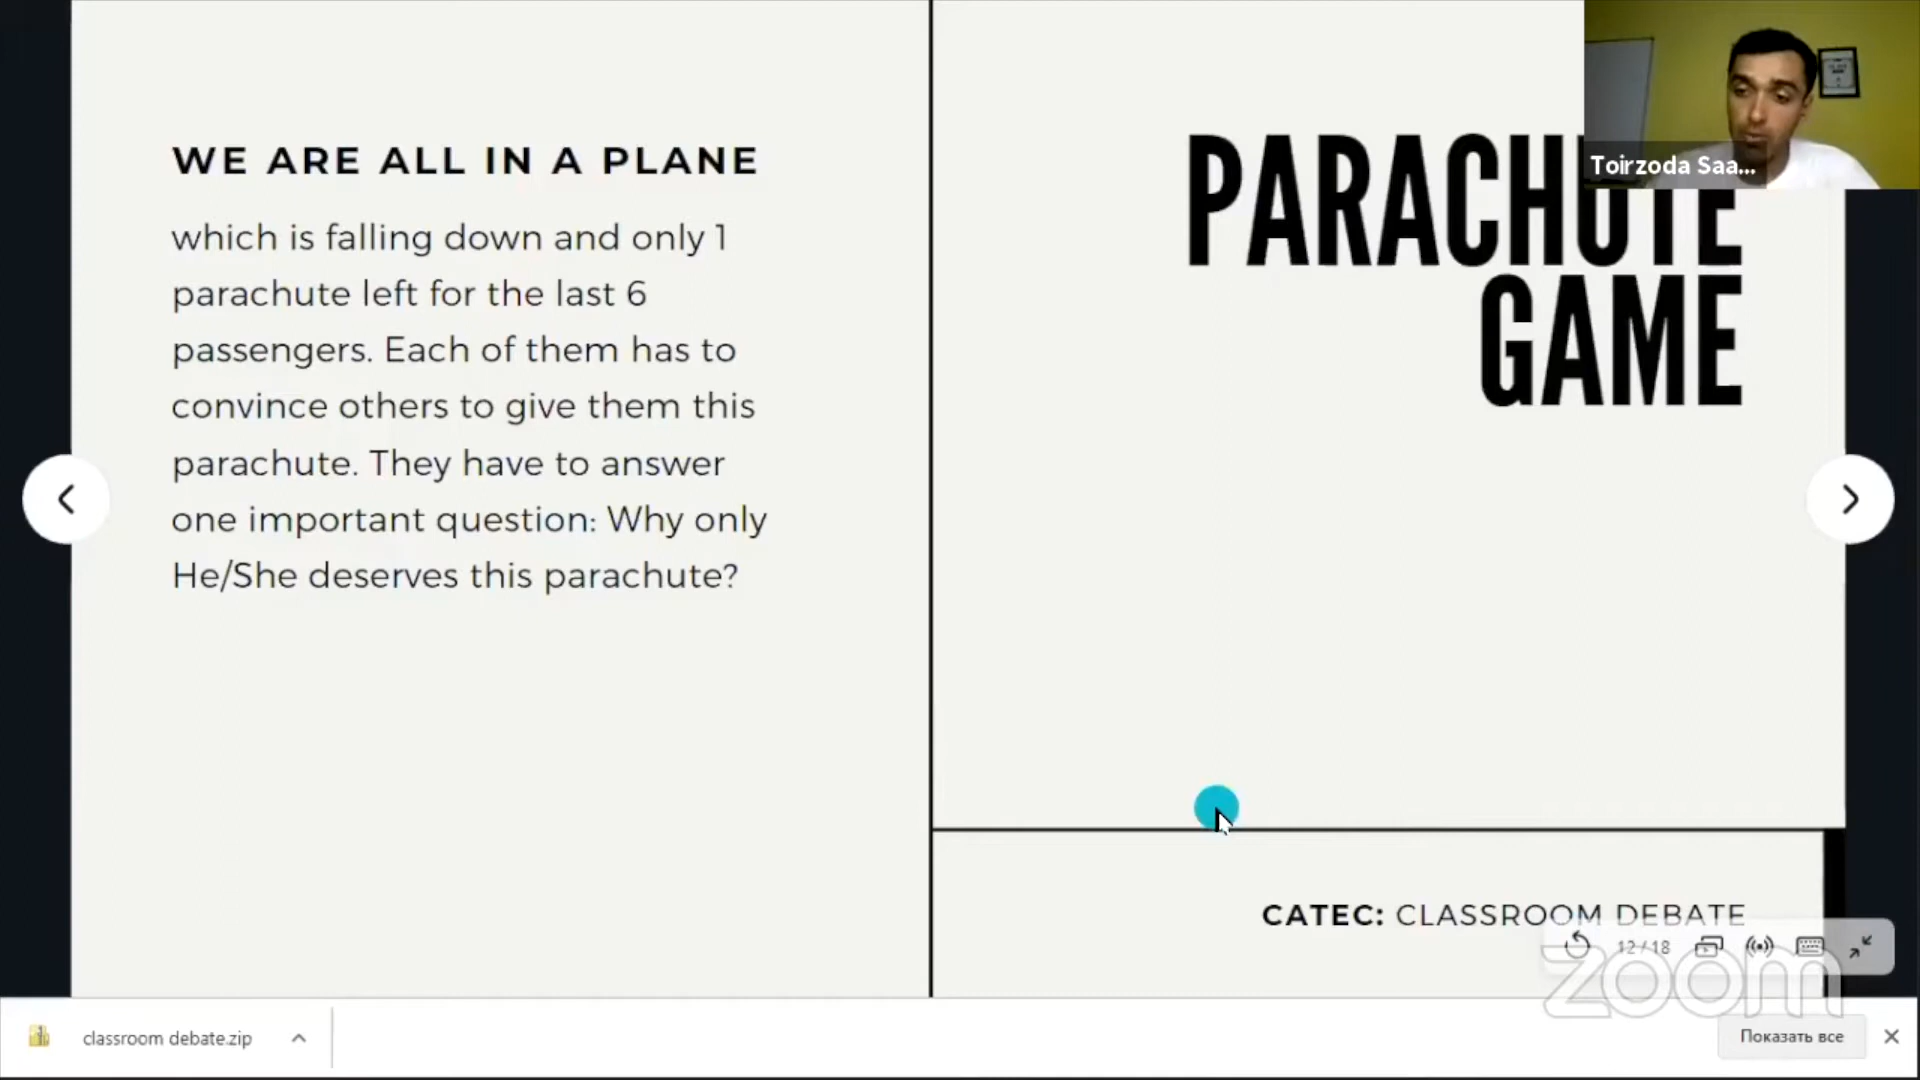 WE ARE ALL IN A PLANE
which is falling down and only 1
parachute left for the last 6
passengers. Each of them has to
convince others to give them this
parachute. They have to answer
one important question: Why only
He/She deserves this parachute?
PARACHUTE
GAME
Toirzoda Saa...
CATEC: CLASSROOM DEBATE
12 / 18
zoom
classroom debate.zip
Показать все